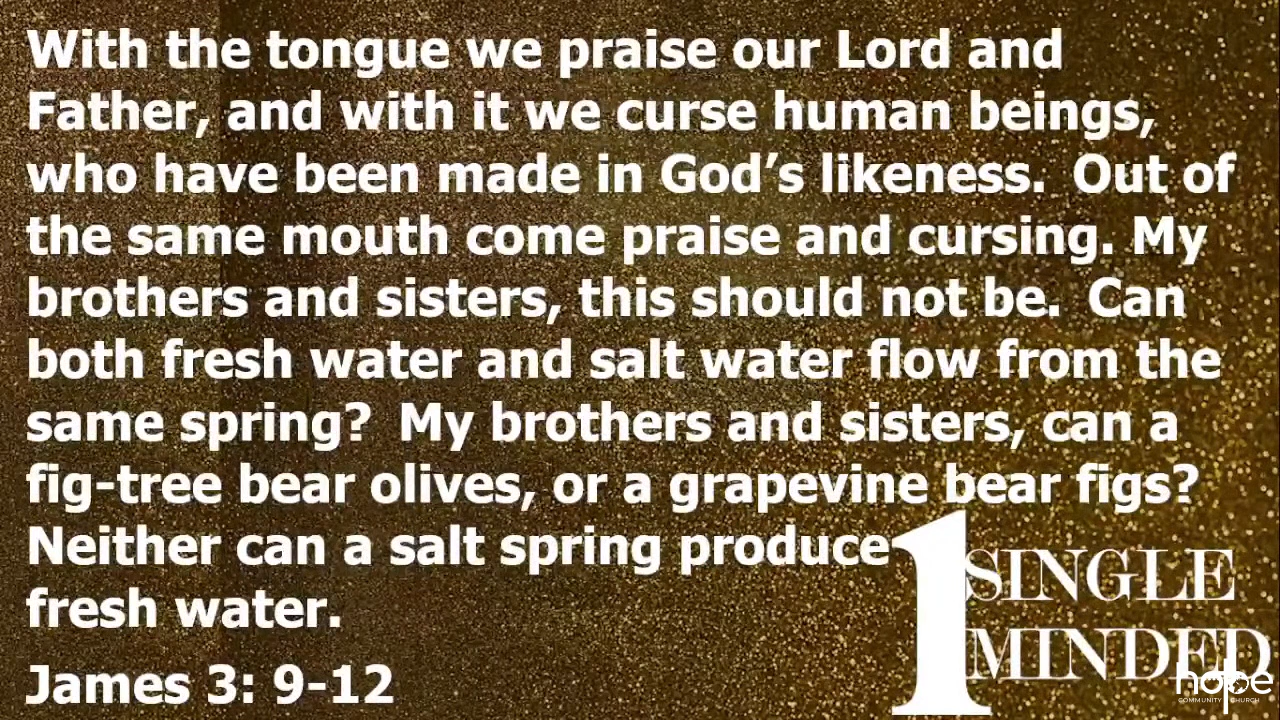 With the tongue we praise our Lord and
Father, and with it we curse human beings,
who have been made in God’s likeness.  Out of
the same mouth come praise and cursing. My
brothers and sisters, this should not be.  Can
both fresh water and salt water flow from the
same spring?  My brothers and sisters, can a
fig-tree bear olives, or a grapevine bear figs?
Neither can a salt spring produce
fresh water.
James 3: 9-12
1 SINGLE
MINDED
hope
COMMUNITY CHURCH